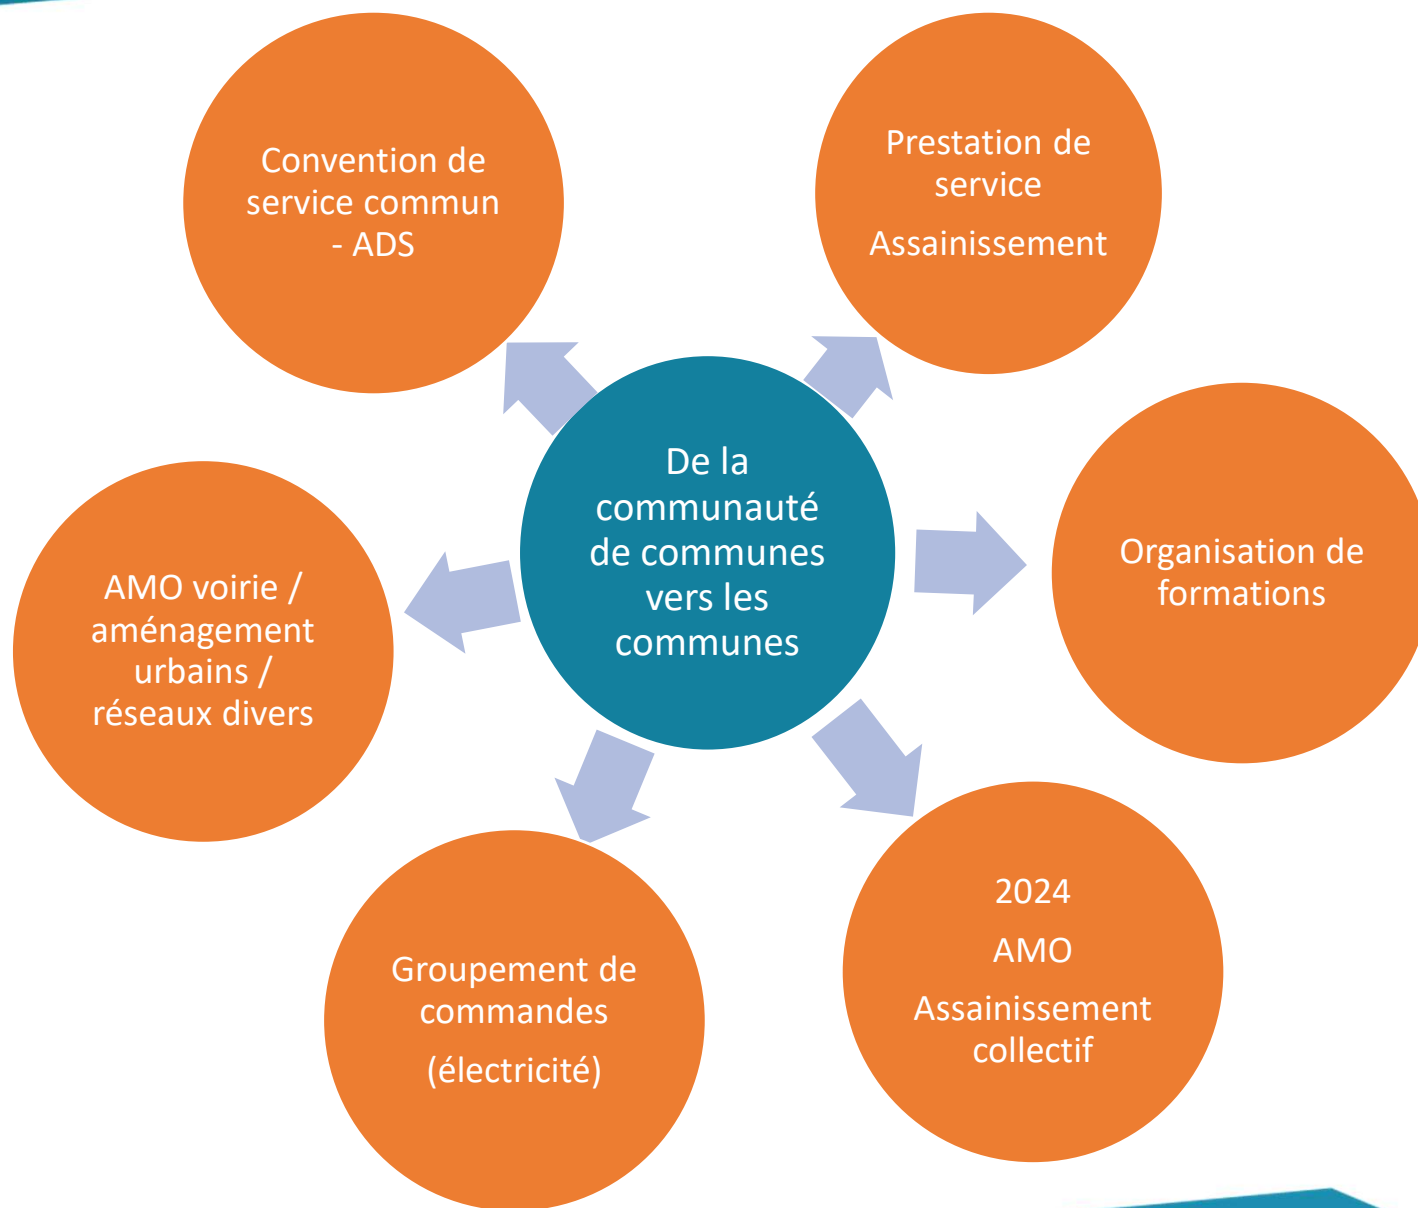 Convention de
service commun
- ADS
Prestation de
service
Assainissement
De la
communauté
de communes
vers les
communes
Organisation de
formations
AMO voirie /
aménagement
urbains /
réseaux divers
2024
AMO
Assainissement
collectif
Groupement de
commandes
(électricité)